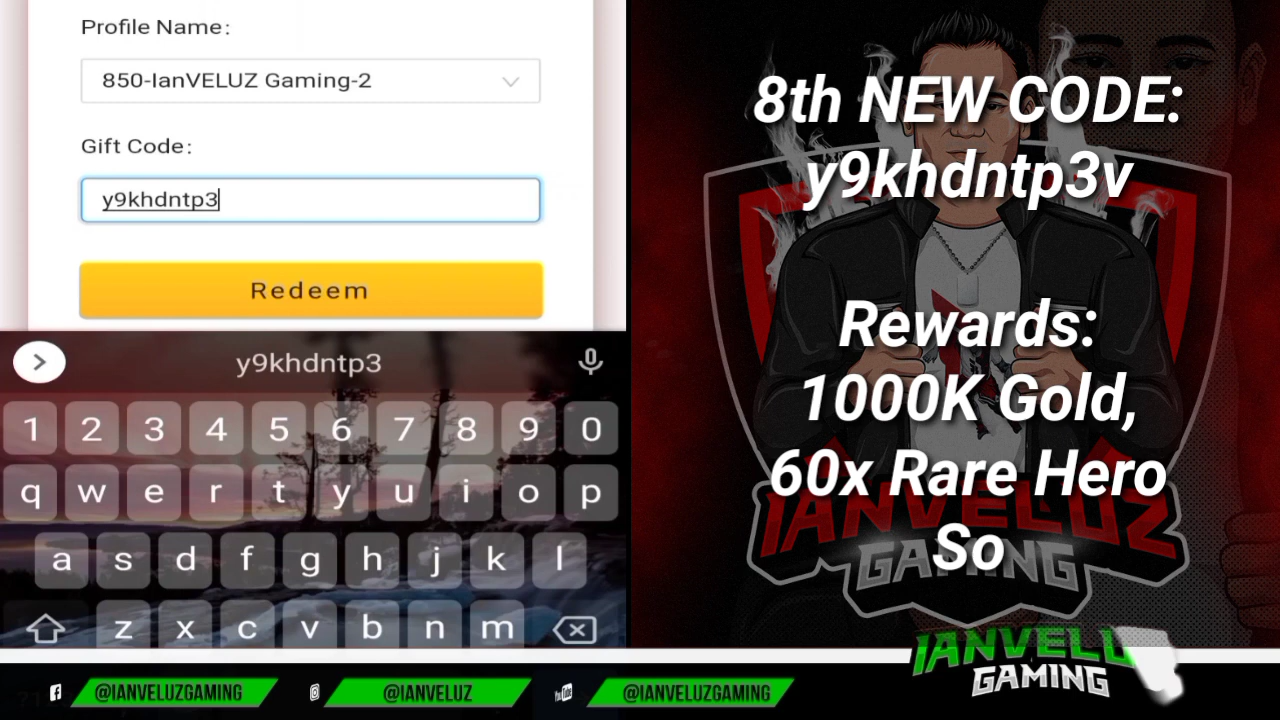 Profile Name:
850-IanVELUZ Gaming-2
Gift Code:
y9khdntp3
Redeem
y9khdntp3
1 2 3 4 5 6 7 8 9 0
q w e r t y u i o p
a s d f g h j k l
z x c v b n m
8th NEW CODE:
y9khdntp3v
Rewards:
1000K Gold,
60x Rare Hero
So
IANVELUZ
GAMING
IANVELU
GAMING
@IANVELUZGAMING
@IANVELUZ
YouTube
@IANVELUZGAMING